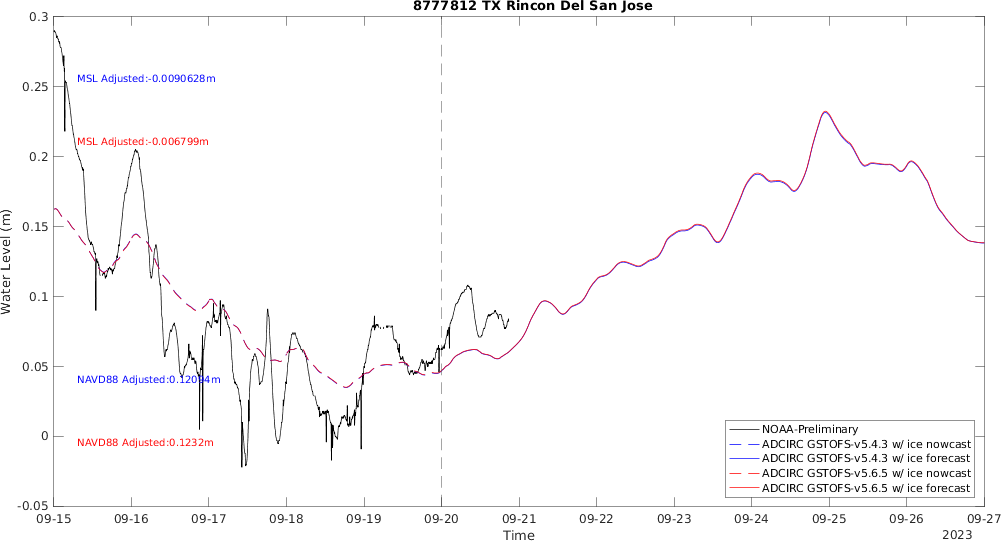 8777812 TX Rincon Del San Jose
0.3
0.25
0.2
0.15
0.1
0.05
0
-0.05
Water Level (m)
MSL Adjusted:-0.0090628m
MSL Adjusted:-0.006799m
NAVD88 Adjusted:0.12094m
NAVD88 Adjusted:0.1232m
NOAA-Preliminary
ADCIRC GSTOFS-v5.4.3 w/ ice nowcast
ADCIRC GSTOFS-v5.4.3 w/ ice forecast
ADCIRC GSTOFS-v5.6.5 w/ ice nowcast
ADCIRC GSTOFS-v5.6.5 w/ ice forecast
09-15 09-16 09-17 09-18 09-19 09-20 09-21 09-22 09-23 09-24 09-25 09-26 09-27
Time
2023